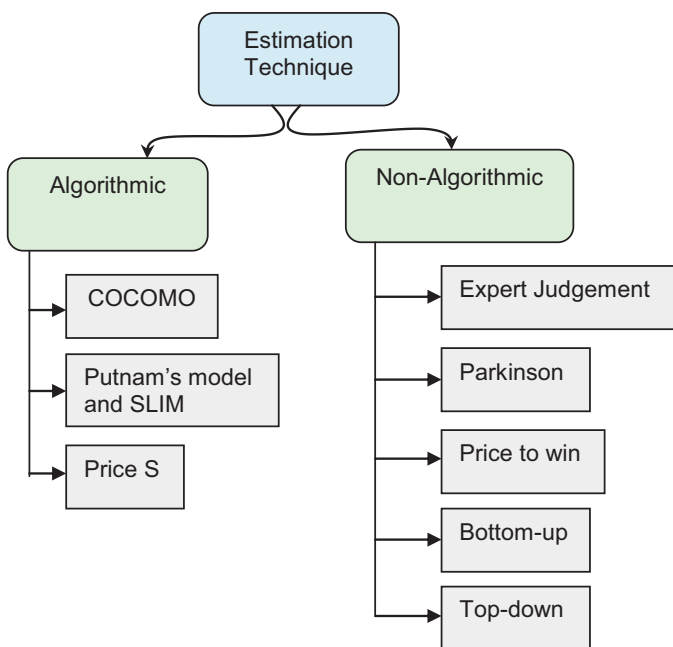 Estimation
Technique
Algorithmic
COCOMO
Putnam’s model
and SLIM
Price S
Non-Algorithmic
Expert Judgement
Parkinson
Price to win
Bottom-up
Top-down